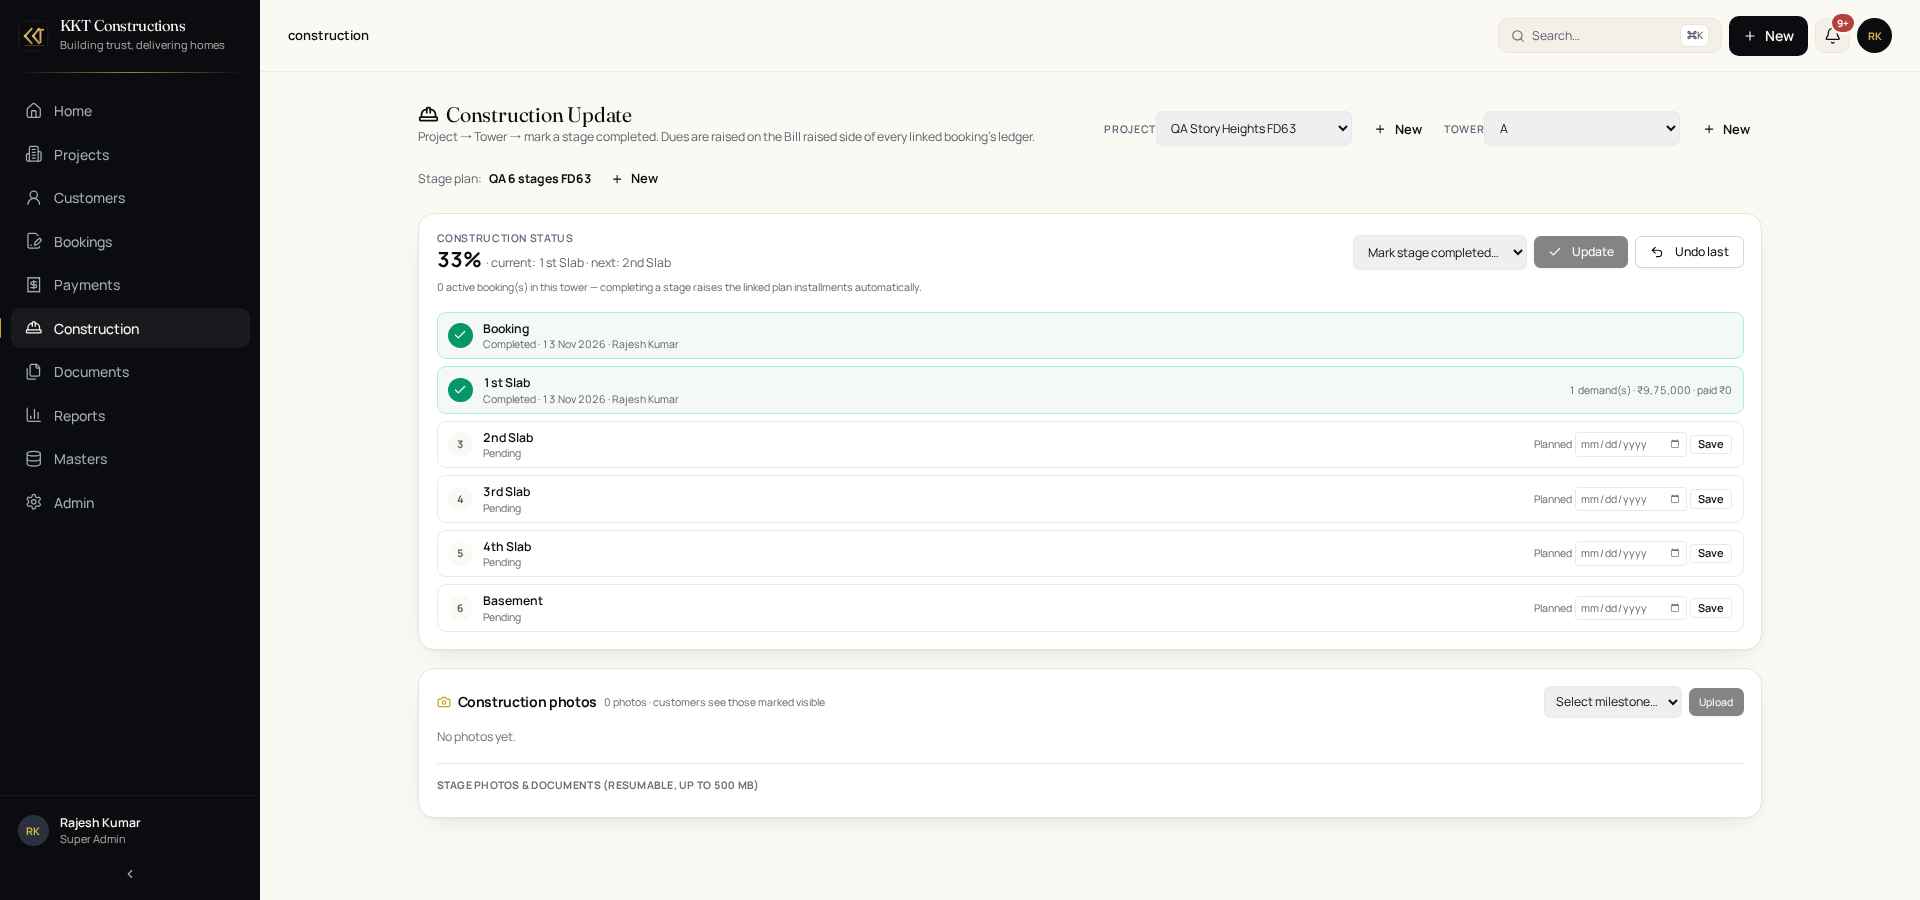 KKT Constructions
Building trust, delivering homes
Home
Projects
Customers
Bookings
Payments
Construction
Documents
Reports
Masters
Admin
RK
Rajesh Kumar
Super Admin
construction
Search...
⌘K
+ New
9+
RK
Construction Update
Project → Tower → mark a stage completed. Dues are raised on the Bill raised side of every linked booking's ledger.
PROJECT QA Story Heights FD63 + New TOWER A + New
Stage plan: QA 6 stages FD63 + New
CONSTRUCTION STATUS
33% · current: 1st Slab · next: 2nd Slab
0 active booking(s) in this tower — completing a stage raises the linked plan installments automatically.
Mark stage completed... Update Undo last
Booking
Completed · 13 Nov 2026 · Rajesh Kumar
1st Slab
Completed · 13 Nov 2026 · Rajesh Kumar
1 demand(s) · ₹9,75,000 · paid ₹0
3 2nd Slab
Pending
Planned mm/dd/yyyy Save
4 3rd Slab
Pending
Planned mm/dd/yyyy Save
5 4th Slab
Pending
Planned mm/dd/yyyy Save
6 Basement
Pending
Planned mm/dd/yyyy Save
Construction photos 0 photos · customers see those marked visible
Select milestone... Upload
No photos yet.
STAGE PHOTOS & DOCUMENTS (RESUMABLE, UP TO 500 MB)